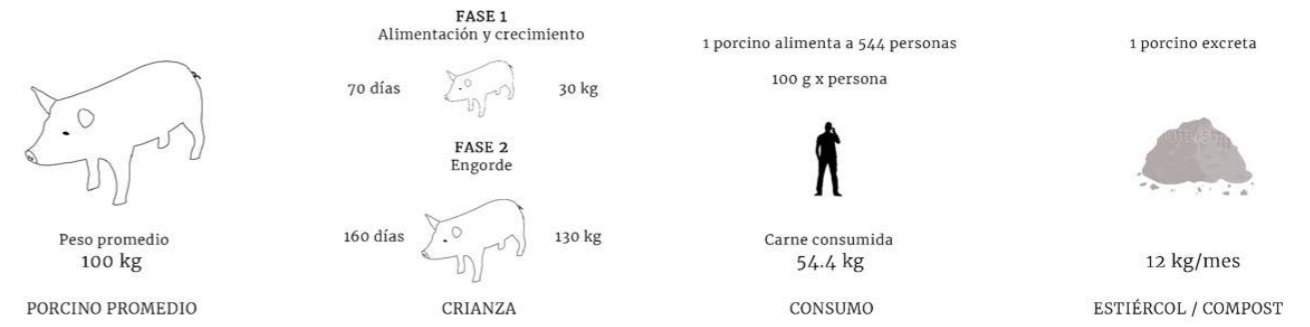 Peso promedio
100 kg
PORCINO PROMEDIO
FASE 1
Alimentación y crecimiento
70 días
30 kg
FASE 2
Engorde
160 días
130 kg
CRIANZA
1 porcino alimenta a 544 personas
100 g x persona
Carne consumida
54.4 kg
CONSUMO
1 porcino excreta
12 kg/mes
ESTIÉRCOL / COMPOST